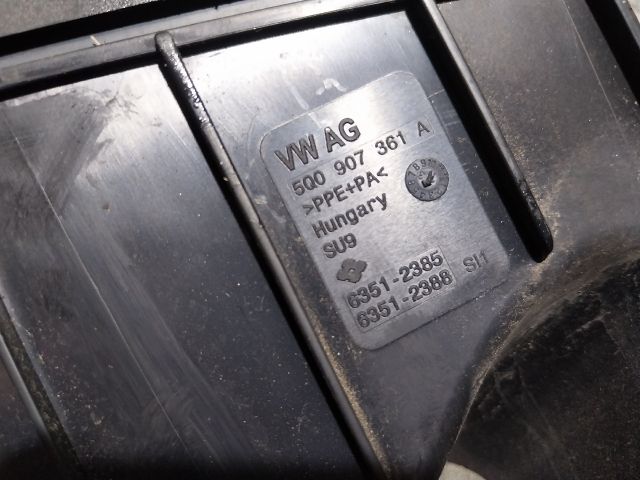 VW AG
5Q0 907 361 A
>PPE+PA<
Hungary
SU9
6351-2385
6351-2388 SI1